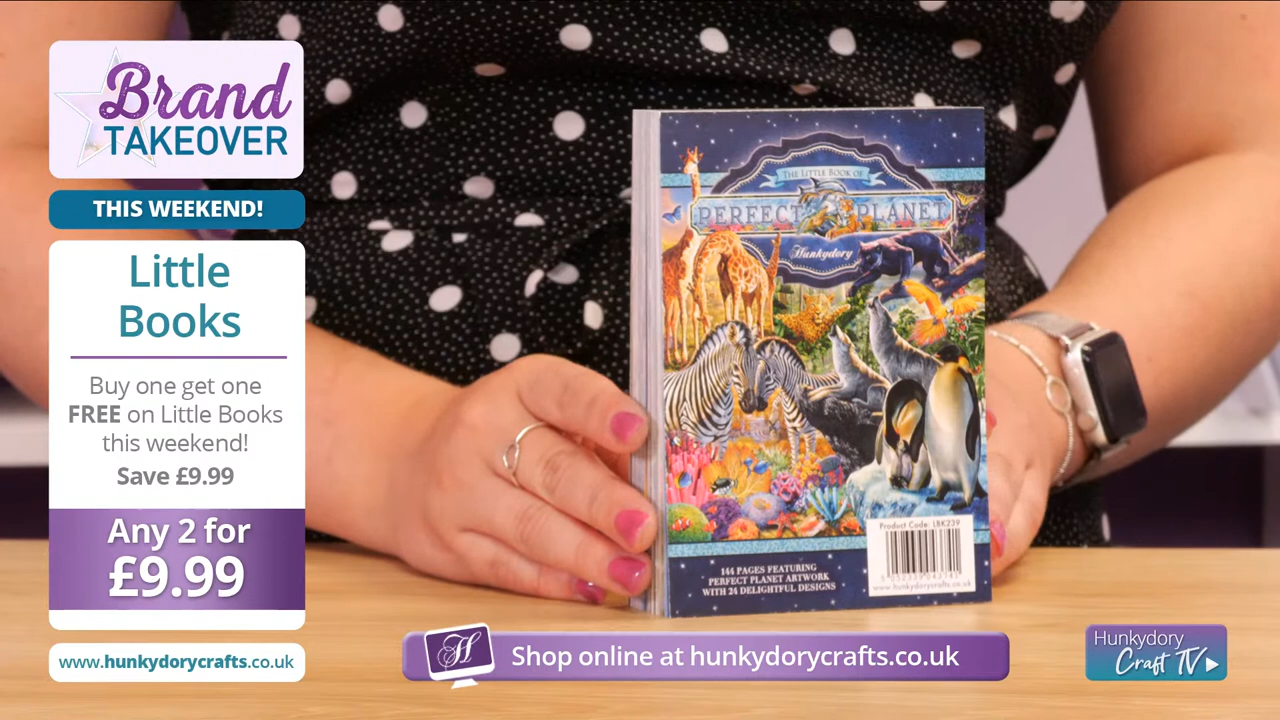 Brand
TAKEOVER
THIS WEEKEND!
Little
Books
Buy one get one
FREE on Little Books
this weekend!
Save £9.99
Any 2 for
£9.99
www.hunkydorycrafts.co.uk
THE LITTLE BOOK OF
PERFECT PLANET
Hunkydory
144 PAGES FEATURING
PERFECT PLANET ARTWORK
WITH 24 DELIGHTFUL DESIGNS
Product Code: LBK239
www.hunkydorycrafts.co.uk
H
Shop online at hunkydorycrafts.co.uk
Hunkydory
Craft TV